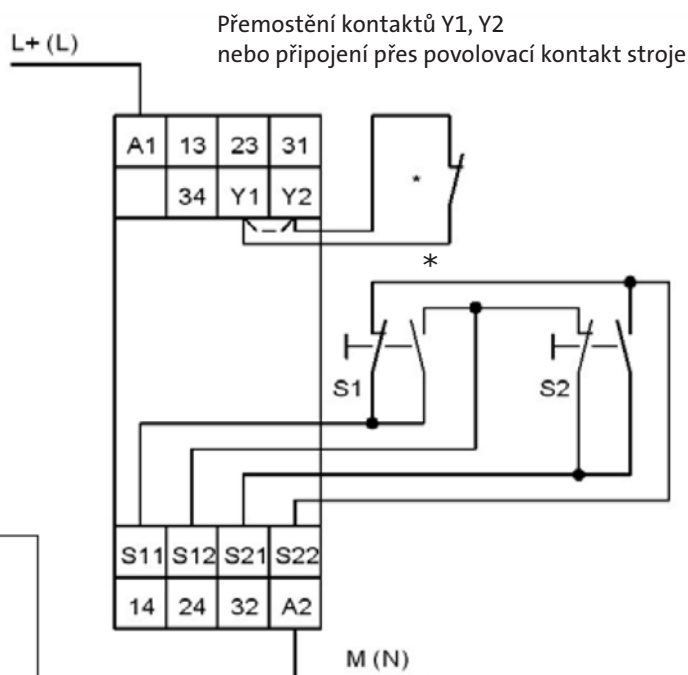 Přemostění kontaktů Y1, Y2
nebo připojení přes povolovací kontakt stroje
L+ (L)
A1 13 23 31
34 Y1 Y2
*
*
S1 S2
S11 S12 S21 S22
14 24 32 A2
M (N)